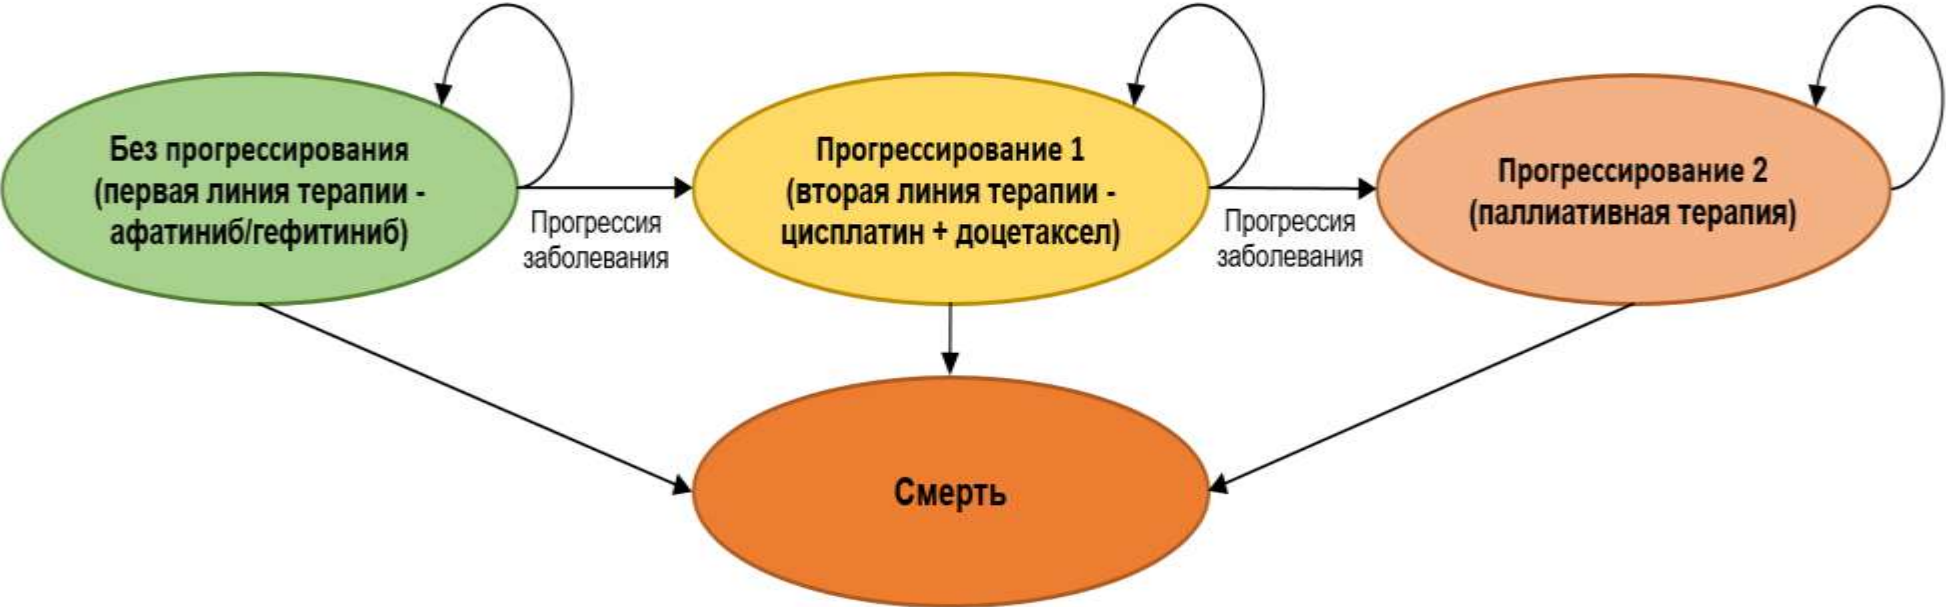 Без прогрессирования
(первая линия терапии -
афатиниб/гефитиниб)
Прогрессия
заболевания
Прогрессирование 1
(вторая линия терапии -
цисплатин + доцетаксел)
Прогрессия
заболевания
Прогрессирование 2
(паллиативная терапия)
Смерть